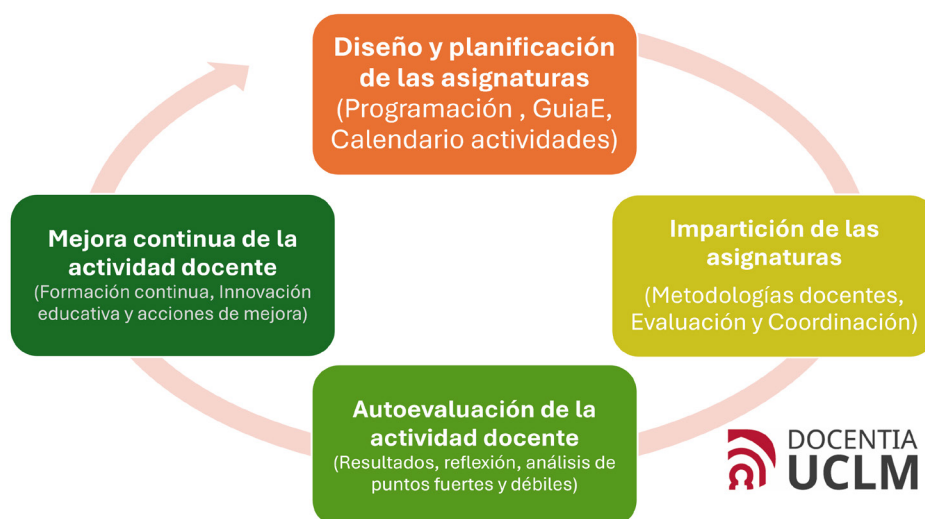 Diseño y planificación
de las asignaturas
(Programación , GuiaE,
Calendario actividades)
Impartición de las
asignaturas
(Metodologías docentes,
Evaluación y Coordinación)
Autoevaluación de la
actividad docente
(Resultados, reflexión, análisis de
puntos fuertes y débiles)
Mejora continua de la
actividad docente
(Formación continua, Innovación
educativa y acciones de mejora)
DOCENTIA
UCLM